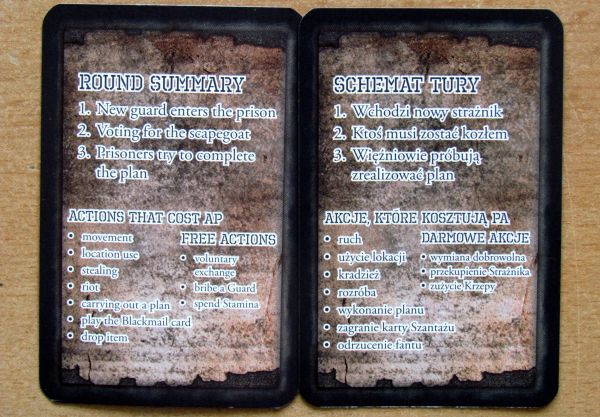 ROUND SUMMARY
1. New guard enters the prison
2. Voting for the scapegoat
3. Prisoners try to complete
the plan
ACTIONS THAT COST AP
• movement
• location use
• stealing
• riot
• carrying out a plan
• play the Blackmail card
• drop item
FREE ACTIONS
• voluntary
exchange
• bribe a Guard
• spend Stamina
SCHEMAT TURY
1. Wchodzi nowy strażnik
2. Ktoś musi zostać kozłem
3. Więźniowie próbują
zrealizować plan
AKCJE, KTÓRE KOSZTUJĄ PA
• ruch
• użycie lokacji
• kradzież
• rozróba
• wykonanie planu
• zagranie karty Szantażu
• odrzucenie fantu
DARMOWE AKCJE
• wymiana dobrowolna
• przekupienie Strażnika
• zużycie Krzepy